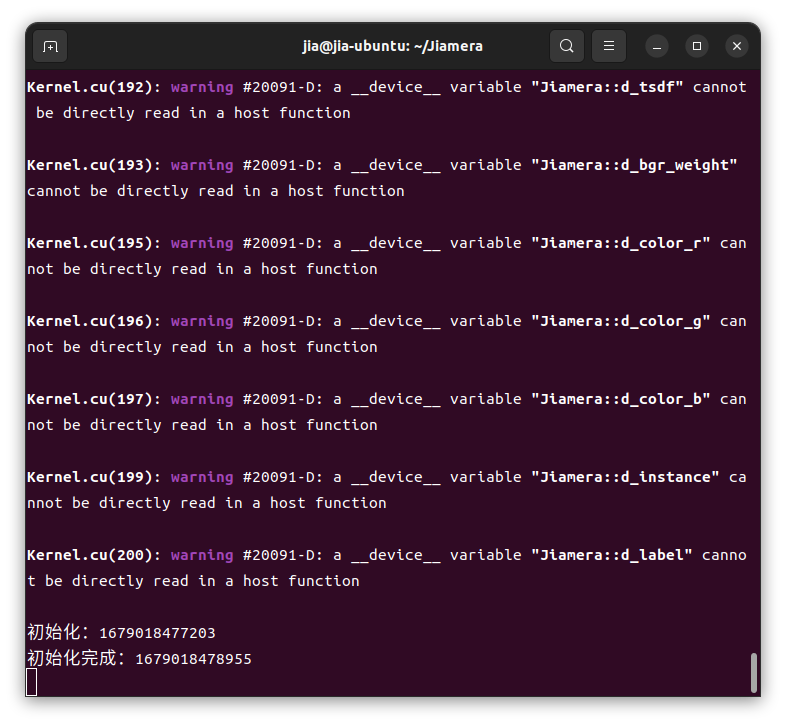 jia@jia-ubuntu: ~/Jiamera
Kernel.cu(192): warning #20091-D: a __device__ variable "Jiamera::d_tsdf" cannot
 be directly read in a host function
Kernel.cu(193): warning #20091-D: a __device__ variable "Jiamera::d_bgr_weight"
cannot be directly read in a host function
Kernel.cu(195): warning #20091-D: a __device__ variable "Jiamera::d_color_r" can
not be directly read in a host function
Kernel.cu(196): warning #20091-D: a __device__ variable "Jiamera::d_color_g" can
not be directly read in a host function
Kernel.cu(197): warning #20091-D: a __device__ variable "Jiamera::d_color_b" can
not be directly read in a host function
Kernel.cu(199): warning #20091-D: a __device__ variable "Jiamera::d_instance" ca
nnot be directly read in a host function
Kernel.cu(200): warning #20091-D: a __device__ variable "Jiamera::d_label" canno
t be directly read in a host function
初始化：1679018477203
初始化完成：1679018478955